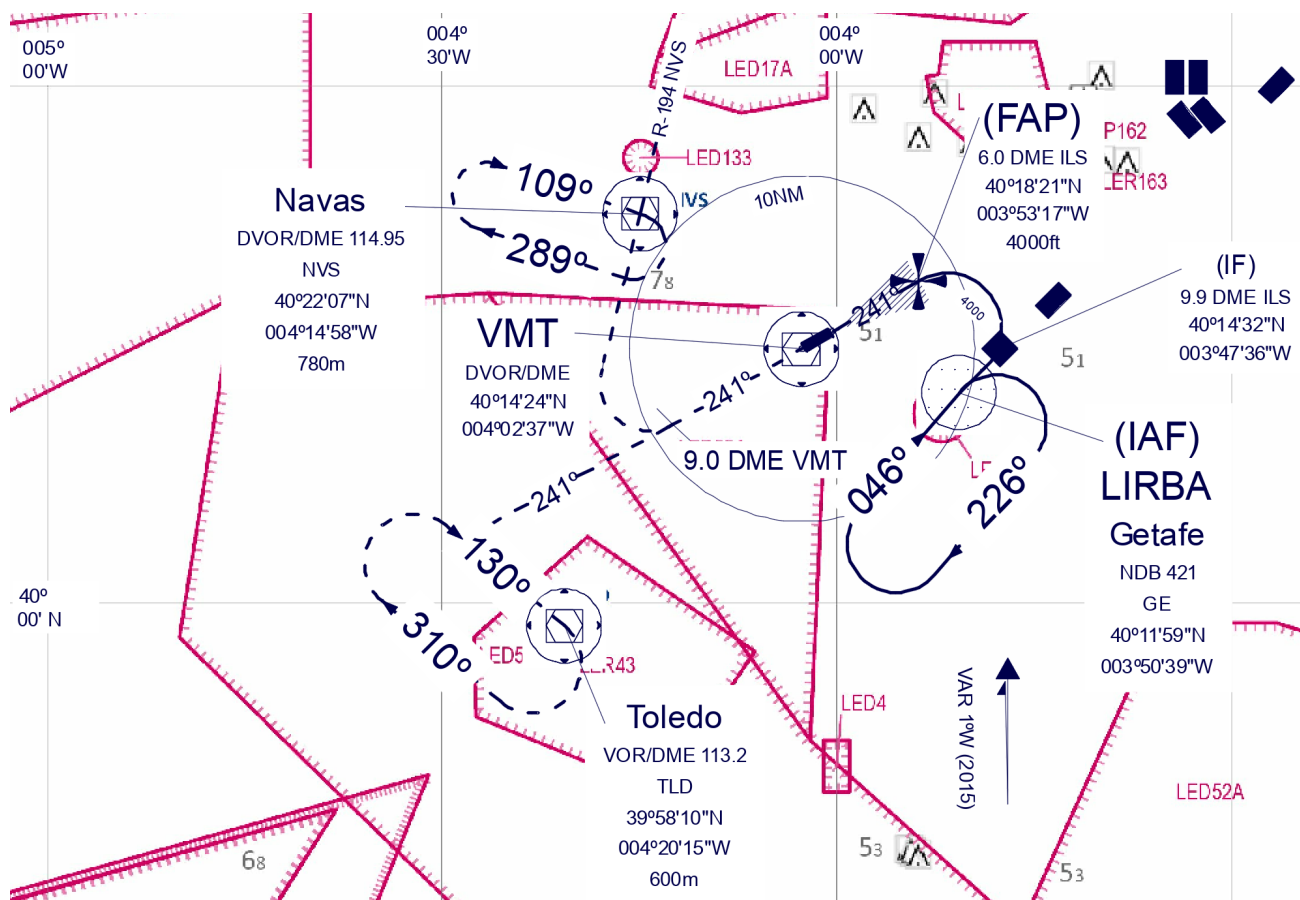 005º
00'W
004º
30'W
004º
00'W
LED17A
R-194 NVS
(FAP)
6.0 DME ILS
40º18'21"N
003º53'17"W
4000ft
P162
LER163
LED133
109º
289º
IVS
10NM
Navas
DVOR/DME 114.95
NVS
40º22'07"N
004º14'58"W
780m
78
(IF)
9.9 DME ILS
40º14'32"N
003º47'36"W
241º
4000
51
51
VMT
DVOR/DME
40º14'24"N
004º02'37"W
241º
9.0 DME VMT
046º
226º
(IAF)
LIRBA
Getafe
NDB 421
GE
40º11'59"N
003º50'39"W
241º
130º
310º
40º
00' N
ED5
R43
Toledo
VOR/DME 113.2
TLD
39º58'10"N
004º20'15"W
600m
LED4
VAR 1ºW (2015)
LED52A
68
53
53